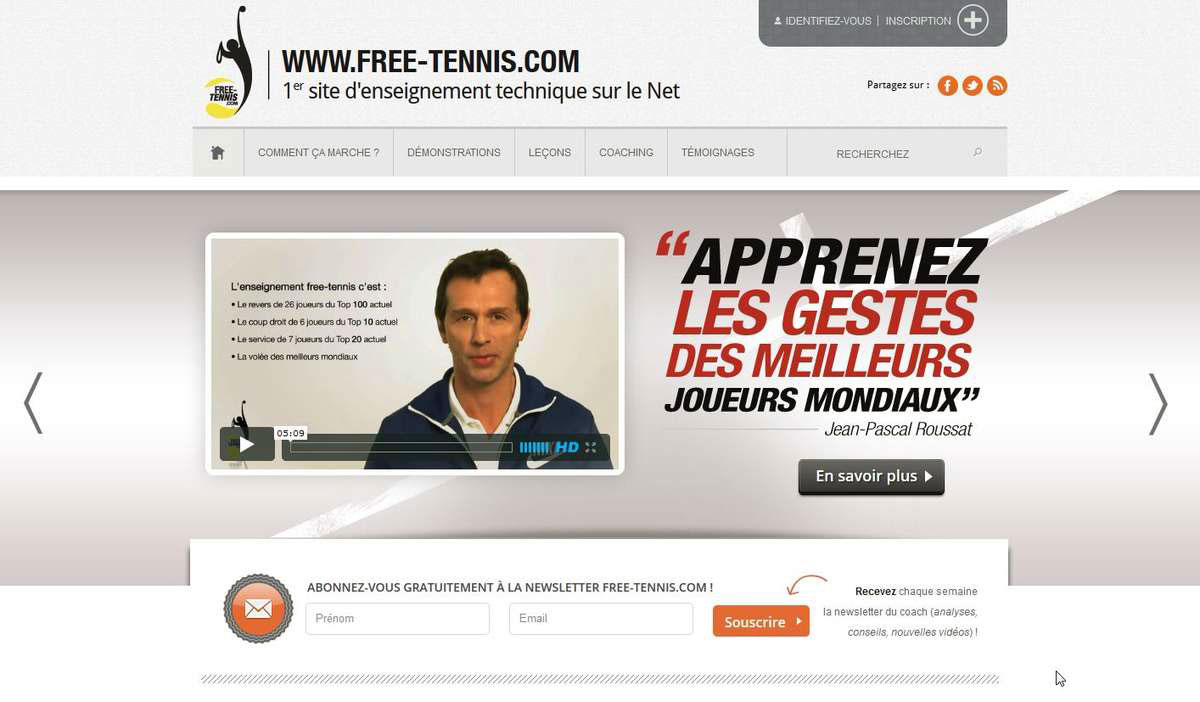 IDENTIFIEZ-VOUS | INSCRIPTION
WWW.FREE-TENNIS.COM
1er site d'enseignement technique sur le Net
FREE-
TENNIS
.COM
Partagez sur :
COMMENT ÇA MARCHE ?
DÉMONSTRATIONS
LEÇONS
COACHING
TÉMOIGNAGES
RECHERCHEZ
L'enseignement free-tennis c'est :
• Le revers de 26 joueurs du Top 100 actuel
• Le coup droit de 6 joueurs du Top 10 actuel
• Le service de 7 joueurs du Top 20 actuel
• La volée des meilleurs mondiaux
05:09
HD
“APPRENEZ
LES GESTES
DES MEILLEURS
JOUEURS MONDIAUX”
Jean-Pascal Roussat
En savoir plus
ABONNEZ-VOUS GRATUITEMENT À LA NEWSLETTER FREE-TENNIS.COM !
Prénom
Email
Souscrire
Recevez chaque semaine
la newsletter du coach (analyses,
conseils, nouvelles vidéos) !